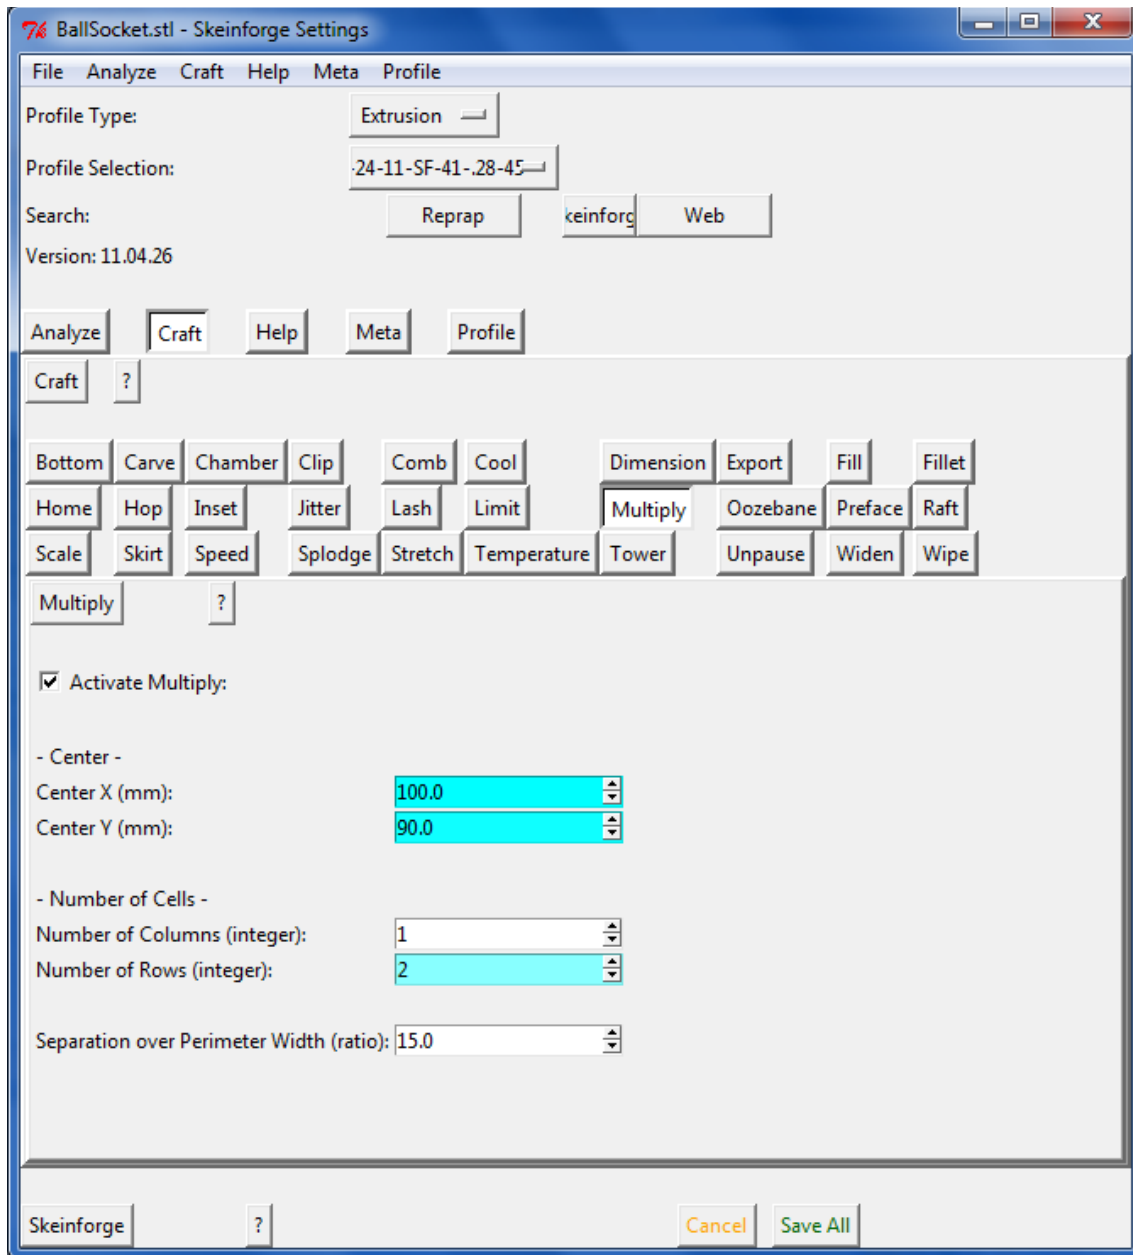 BallSocket.stl - Skeinforge Settings
File Analyze Craft Help Meta Profile
Profile Type: Extrusion
Profile Selection: -24-11-SF-41-.28-45
Search: Reprap keinforg Web
Version: 11.04.26
Analyze Craft Help Meta Profile
Craft ?
Bottom Carve Chamber Clip Comb Cool Dimension Export Fill Fillet
Home Hop Inset Jitter Lash Limit Multiply Oozebane Preface Raft
Scale Skirt Speed Splodge Stretch Temperature Tower Unpause Widen Wipe
Multiply ?
Activate Multiply:
- Center -
Center X (mm): 100.0
Center Y (mm): 90.0
- Number of Cells -
Number of Columns (integer): 1
Number of Rows (integer): 2
Separation over Perimeter Width (ratio): 15.0
Skeinforge ? Cancel Save All